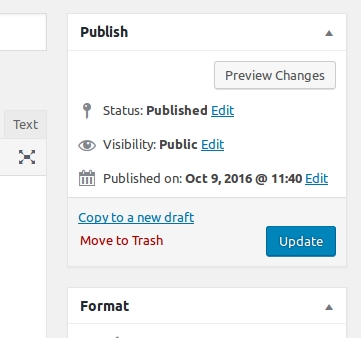 Publish
Preview Changes
Text
Status: Published Edit
Visibility: Public Edit
Published on: Oct 9, 2016 @ 11:40 Edit
Copy to a new draft
Move to Trash
Update
Format